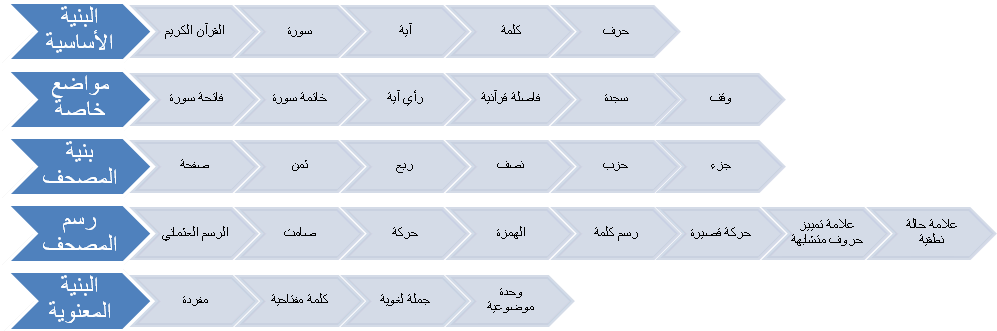 البنية
الأساسية
القرآن الكريم
سورة
آية
كلمة
حرف
مواضع
خاصة
فاتحة سورة
خاتمة سورة
رأي آية
فاصلة قرآنية
سجدة
وقف
بنية
المصحف
صفحة
ثمن
ربع
نصف
حزب
جزء
رسم
المصحف
الرسم العثماني
صامت
حركة
الهمزة
رسم كلمة
حركة قصيرة
علامة تمييز
حروف متشابهة
علامة حالة
نطقية
البنية
المعنوية
مفردة
كلمة مفتاحية
جملة لغوية
وحدة
موضوعية